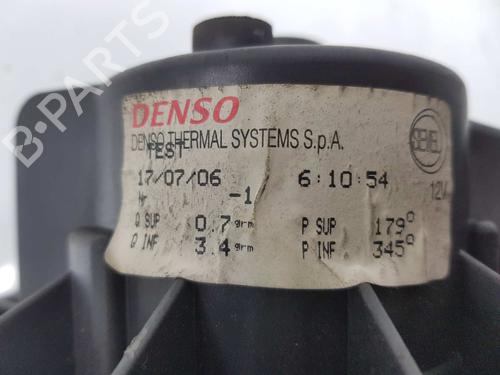 B-PARTS
DENSO
DENSO THERMAL SYSTEMS S.p.A.
TEST
17/07/06 6:10:54
Nr -1
Q SUP 0.7 grm P SUP 179°
Q INF 3.4 grm P INF 345°
12V